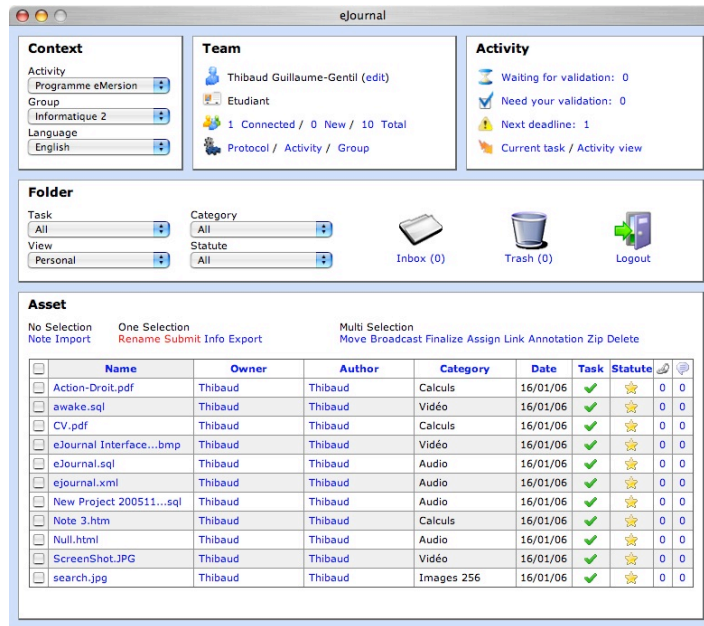 eJournal
Context
Activity
Programme eMersion
Group
Informatique 2
Language
English
Team
Thibaud Guillaume-Gentil (edit)
Etudiant
1 Connected / 0 New / 10 Total
Protocol / Activity / Group
Activity
Waiting for validation: 0
Need your validation: 0
Next deadline: 1
Current task / Activity view
Folder
Task
All
View
Personal
Category
All
Statute
All
Inbox (0)
Trash (0)
Logout
Asset
No Selection One Selection Multi Selection
Note Import Rename Submit Info Export Move Broadcast Finalize Assign Link Annotation Zip Delete
Name Owner Author Category Date Task Statute
Action-Droit.pdf Thibaud Thibaud Calculs 16/01/06 0 0
awake.sql Thibaud Thibaud Vidéo 16/01/06 0 0
CV.pdf Thibaud Thibaud Calculs 16/01/06 0 0
eJournal Interface...bmp Thibaud Thibaud Vidéo 16/01/06 0 0
eJournal.sql Thibaud Thibaud Audio 16/01/06 0 0
ejournal.xml Thibaud Thibaud Audio 16/01/06 0 0
New Project 200511...sql Thibaud Thibaud Audio 16/01/06 0 0
Note 3.htm Thibaud Thibaud Calculs 16/01/06 0 0
Null.html Thibaud Thibaud Audio 16/01/06 0 0
ScreenShot.JPG Thibaud Thibaud Vidéo 16/01/06 0 0
search.jpg Thibaud Thibaud Images 256 16/01/06 0 0